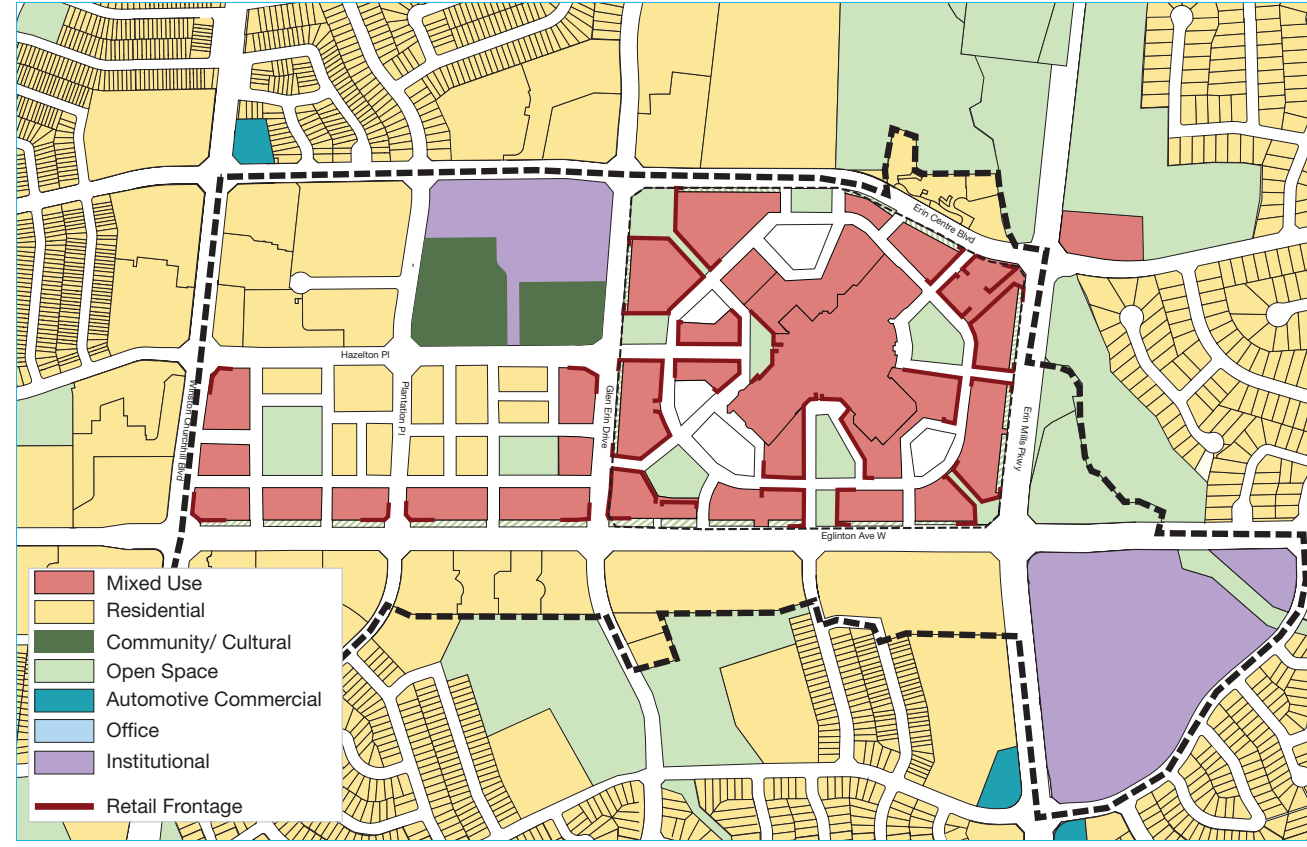 Erin Centre Blvd
Hazelton Pl
Winston Churchill Blvd
Plantation Pl
Glen Erin Drive
Erin Mills Pkwy
Eglinton Ave W
Mixed Use
Residential
Community/ Cultural
Open Space
Automotive Commercial
Office
Institutional
Retail Frontage